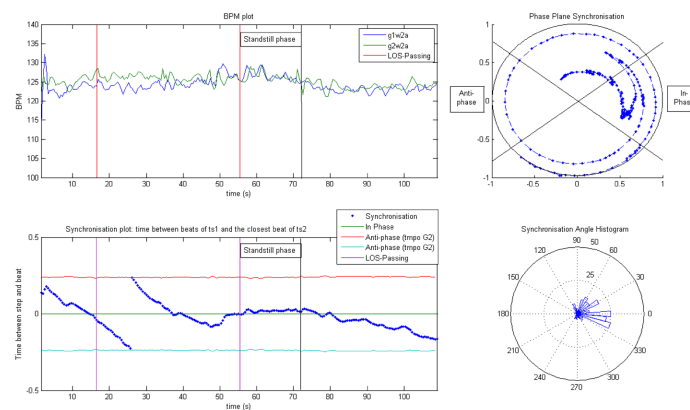 BPM plot
140
135
130
125
120
115
110
105
100
BPM
10 20 30 40 50 60 70 80 90 100
time (s)
Standstill phase
g1w2a
g2w2a
LOS-Passing
Phase Plane Synchronisation
1
0.5
0
-0.5
-1
-1 -0.5 0 0.5 1
Anti-
phase
In-
Phase
Synchronisation plot: time between beats of ts1 and the closest beat of ts2
0.5
0
-0.5
Time between step and beat
10 20 30 40 50 60 70 80 90 100
time (s)
Synchronisation
In Phase
Anti-phase (tmpo G2)
Anti-phase (tmpo G2)
LOS-Passing
Standstill phase
Synchronisation Angle Histogram
90 50
120 60
25
150 30
180 0
210 330
240 300
270